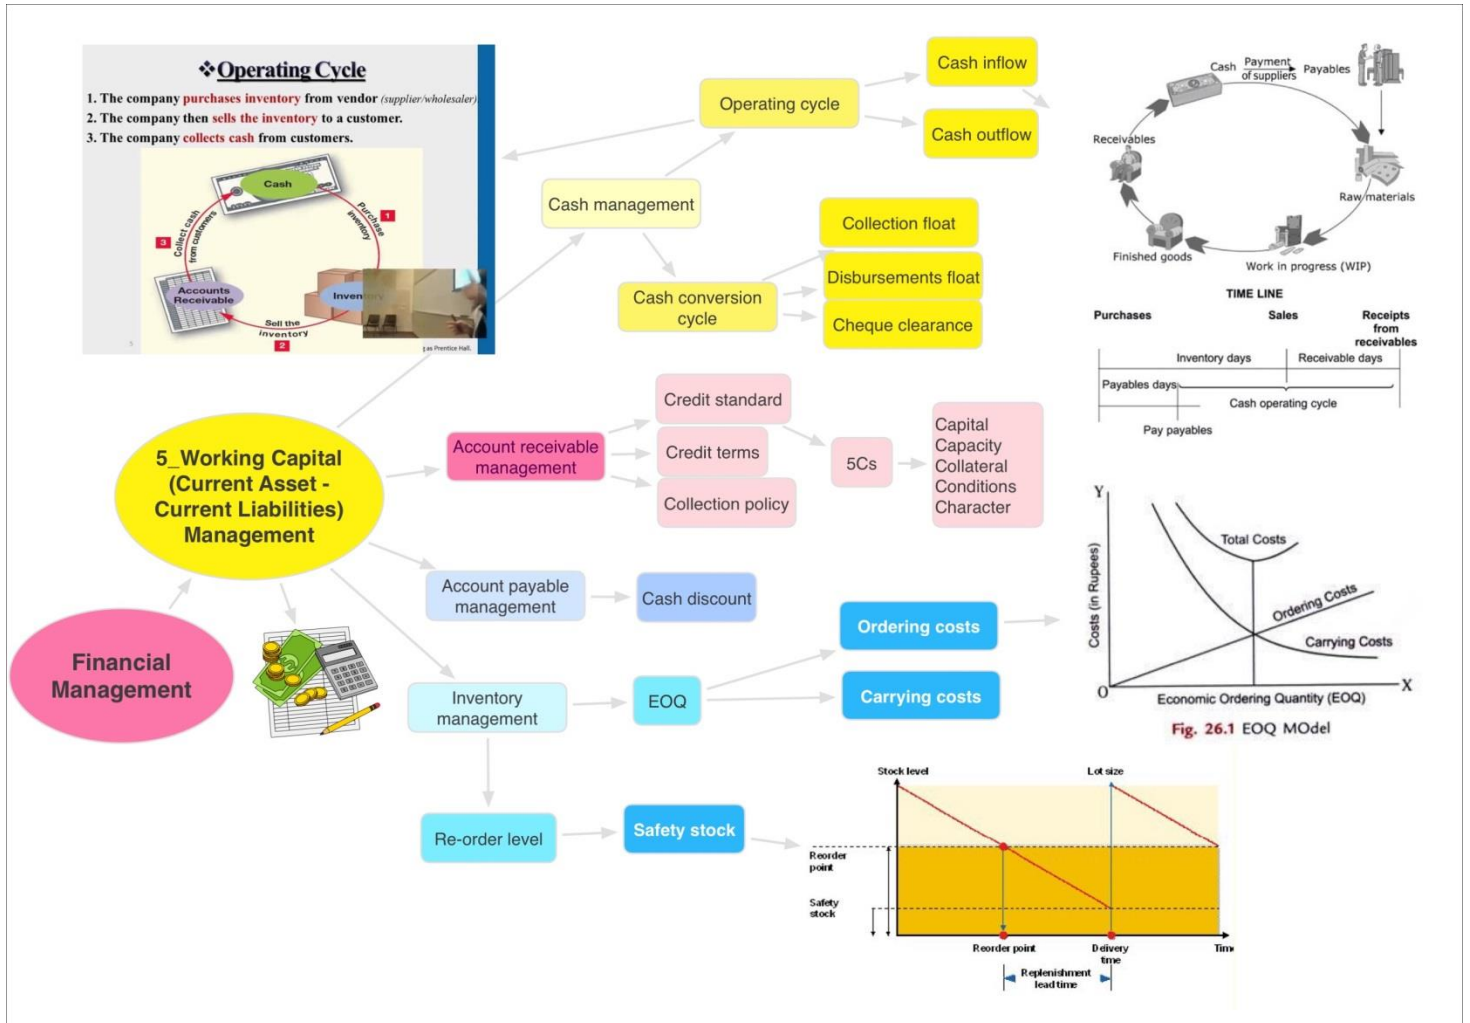 ❖Operating Cycle
1. The company purchases inventory from vendor (supplier/wholesaler)
2. The company then sells the inventory to a customer.
3. The company collects cash from customers.
Cash
1
Purchase
inventory
3
Collect cash
from customers
Accounts
Receivable
Inventory
Sell the
inventory
2
as Prentice Hall.
Operating cycle
Cash inflow
Cash outflow
Cash management
Collection float
Disbursements float
Cheque clearance
Cash conversion
cycle
Cash
Payment
of suppliers
Payables
Receivables
Raw materials
Finished goods
Work in progress (WIP)
TIME LINE
Purchases
Sales
Receipts
from
receivables
Inventory days
Receivable days
Payables days
Cash operating cycle
Pay payables
5_Working Capital
(Current Asset -
Current Liabilities)
Management
Account receivable
management
Credit standard
Credit terms
Collection policy
5Cs
Capital
Capacity
Collateral
Conditions
Character
Financial
Management
Account payable
management
Cash discount
Inventory
management
EOQ
Ordering costs
Carrying costs
Y
Costs (in Rupees)
Total Costs
Ordering Costs
Carrying Costs
O
X
Economic Ordering Quantity (EOQ)
Fig. 26.1 EOQ MOdel
Re-order level
Safety stock
Stock level
Lot size
Reorder
point
Safety
stock
Reorder point
Delivery
time
Time
Replenishment
lead time